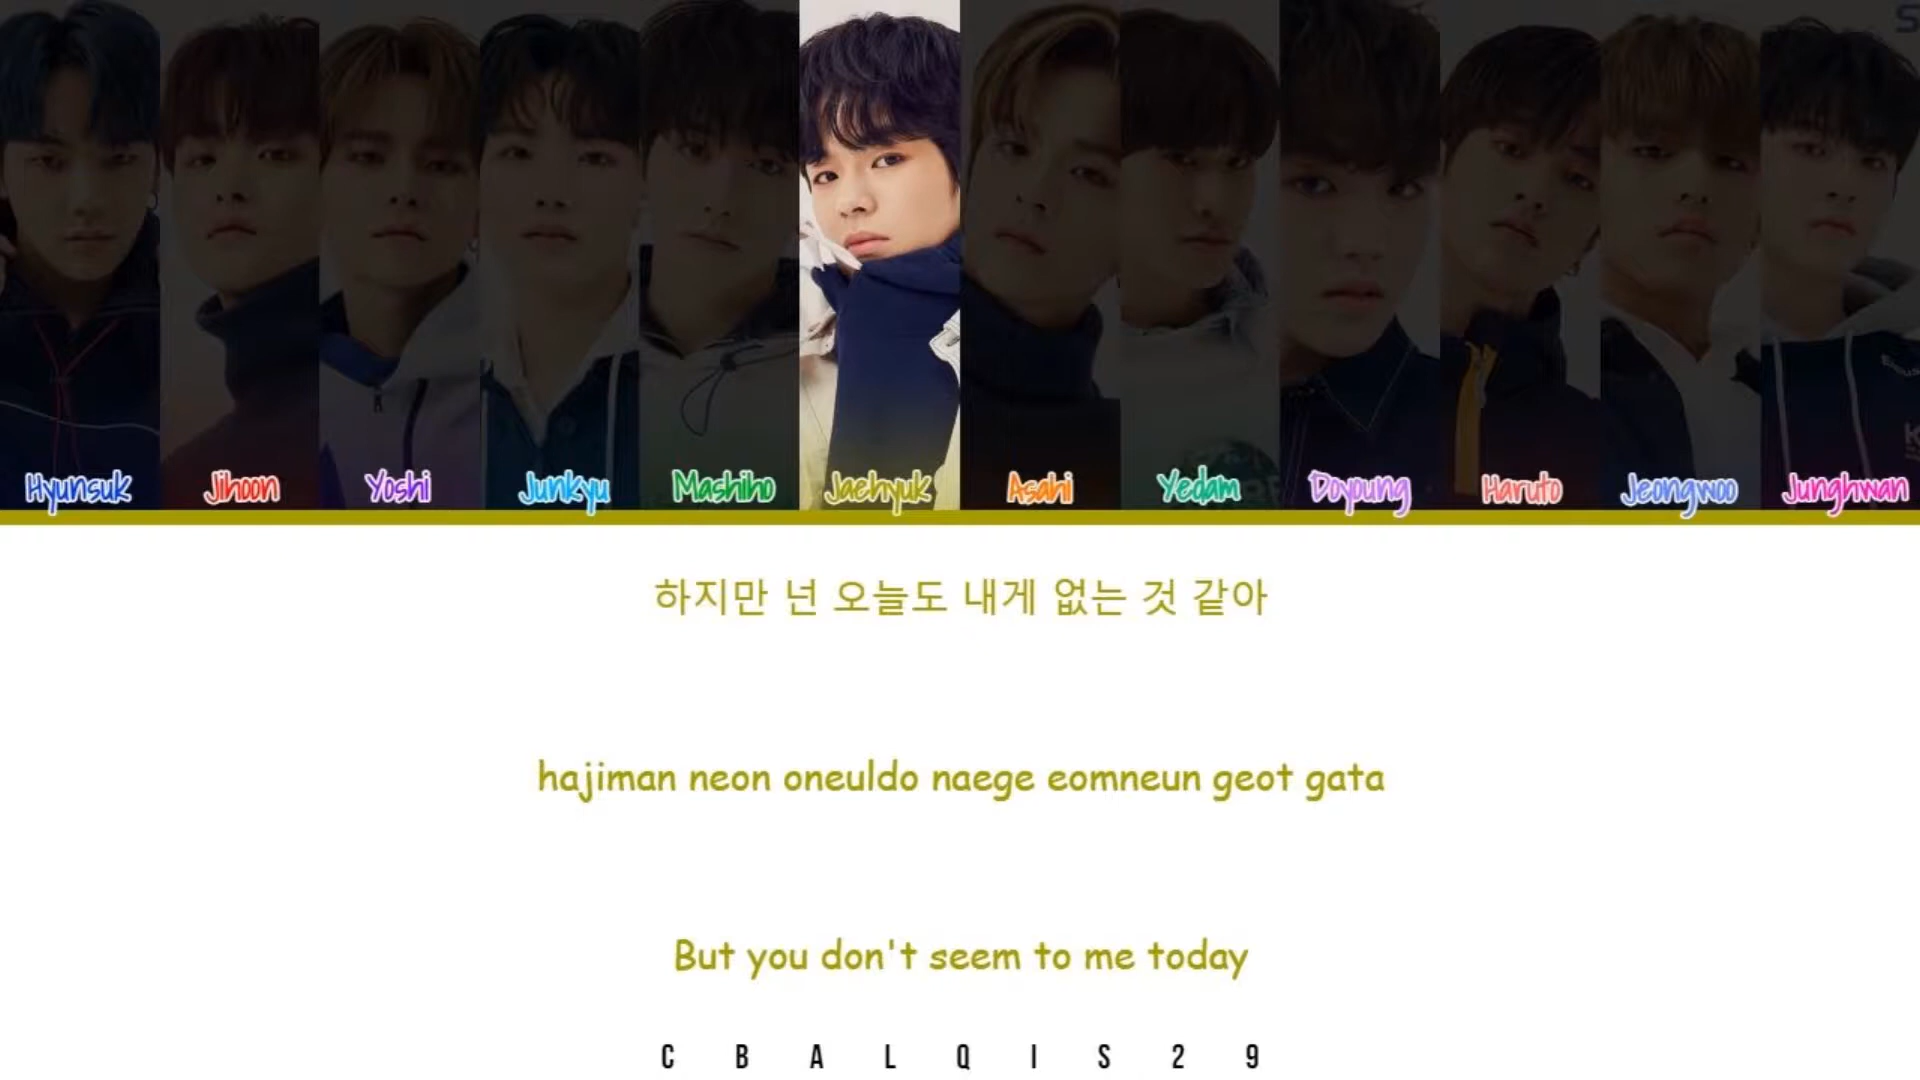 Hyunsuk Jihoon Yoshi Junkyu Mashiho Jaehyuk Asahi Yedam Doyoung Haruto Jeongwoo Junghwan
하지만 넌 오늘도 내게 없는 것 같아
hajiman neon oneuldo naege eomneun geot gata
But you don't seem to me today
CBALQIS29